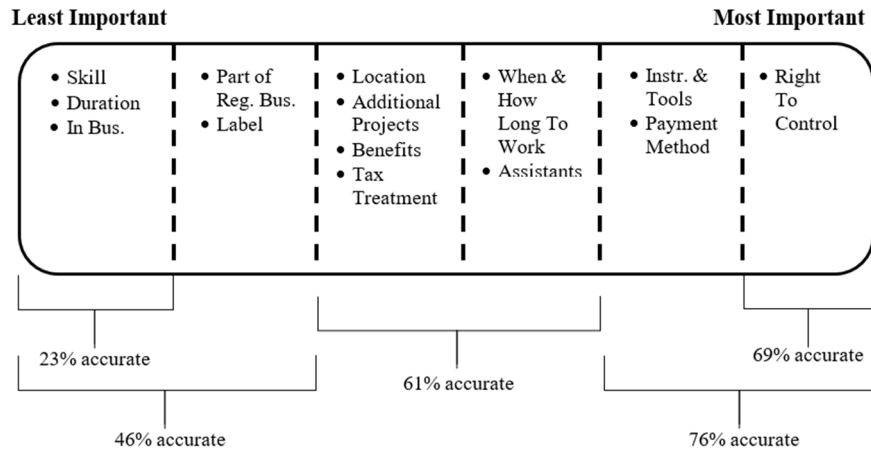 Least Important
Most Important
• Skill
• Duration
• In Bus.
• Part of
Reg. Bus.
• Label
• Location
• Additional
Projects
• Benefits
• Tax
Treatment
• When &
How
Long To
Work
• Assistants
• Instr. &
Tools
• Payment
Method
• Right
To
Control
23% accurate
69% accurate
61% accurate
46% accurate
76% accurate